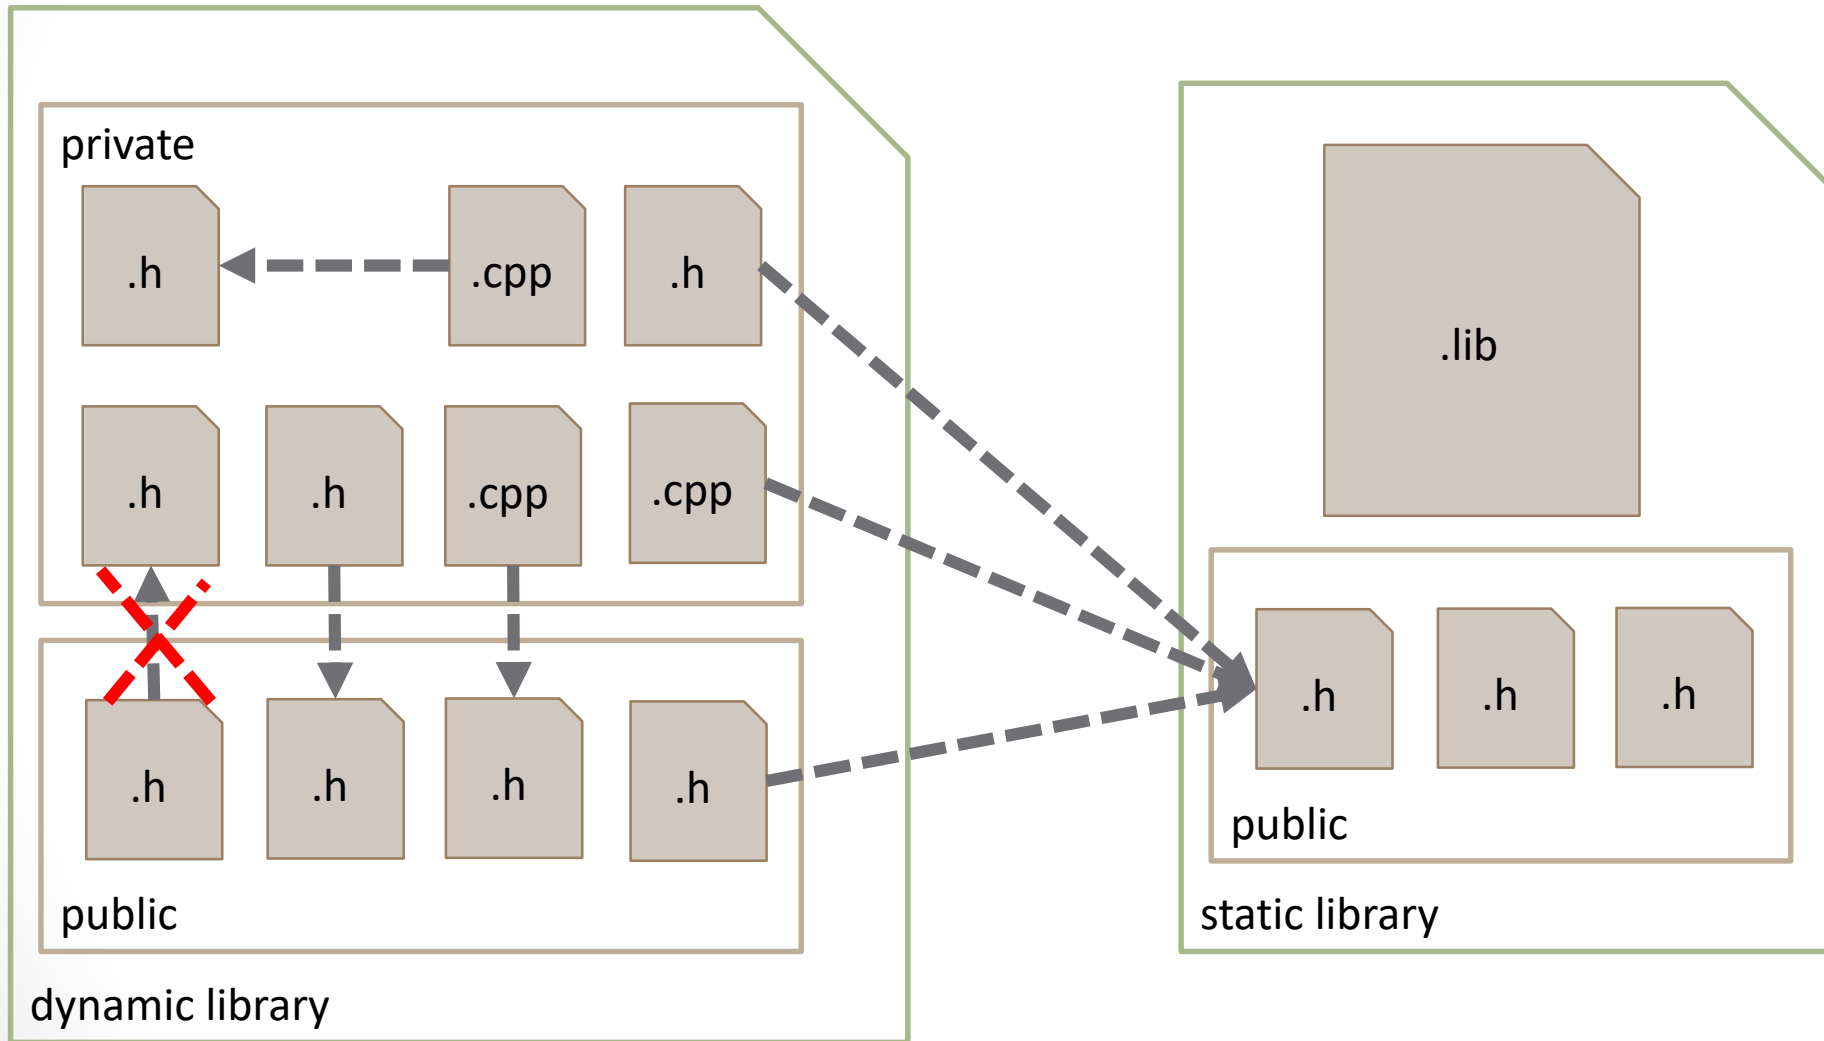 private
.h
.cpp
.h
.h
.h
.cpp
.cpp
.h
.h
.h
.h
public
dynamic library
.lib
.h
.h
.h
public
static library